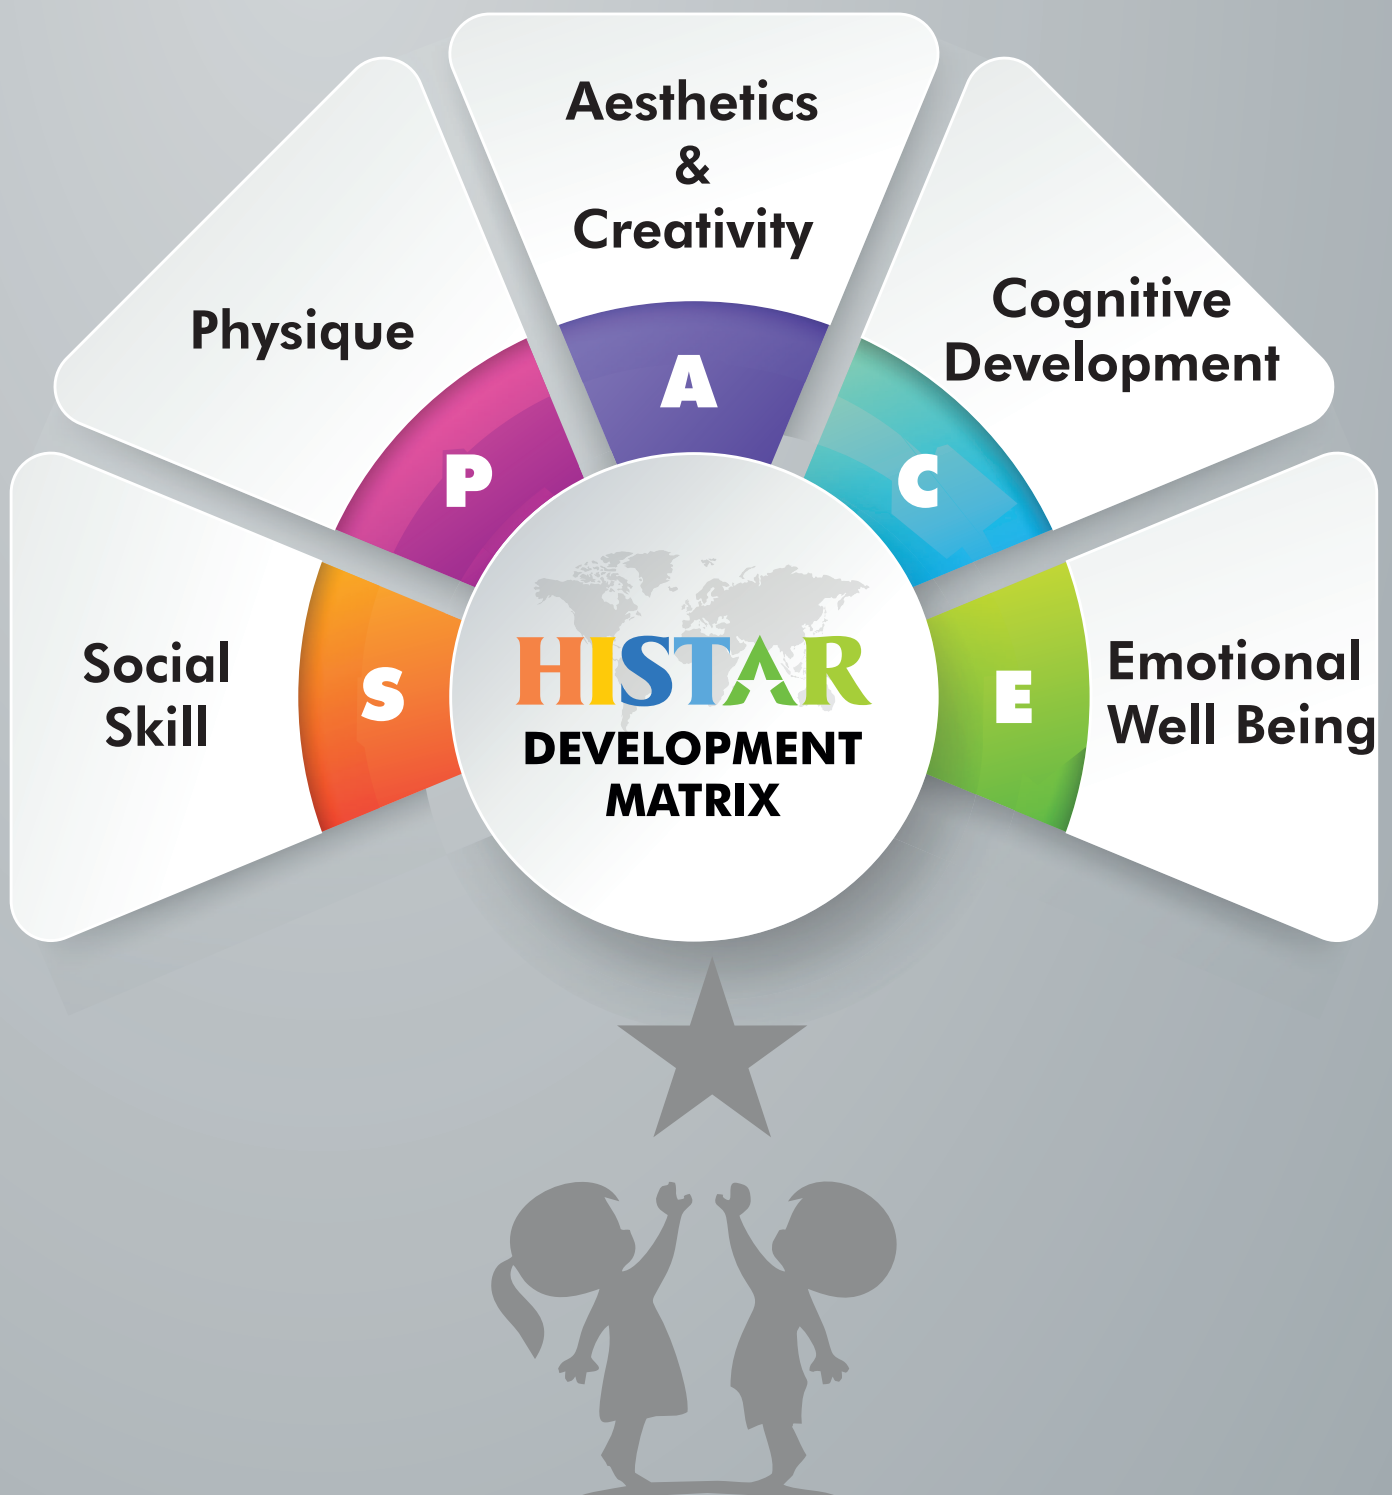 Social
Skill
S
Physique
P
Aesthetics
&
Creativity
A
Cognitive
Development
C
Emotional
Well Being
E
HISTAR
DEVELOPMENT
MATRIX